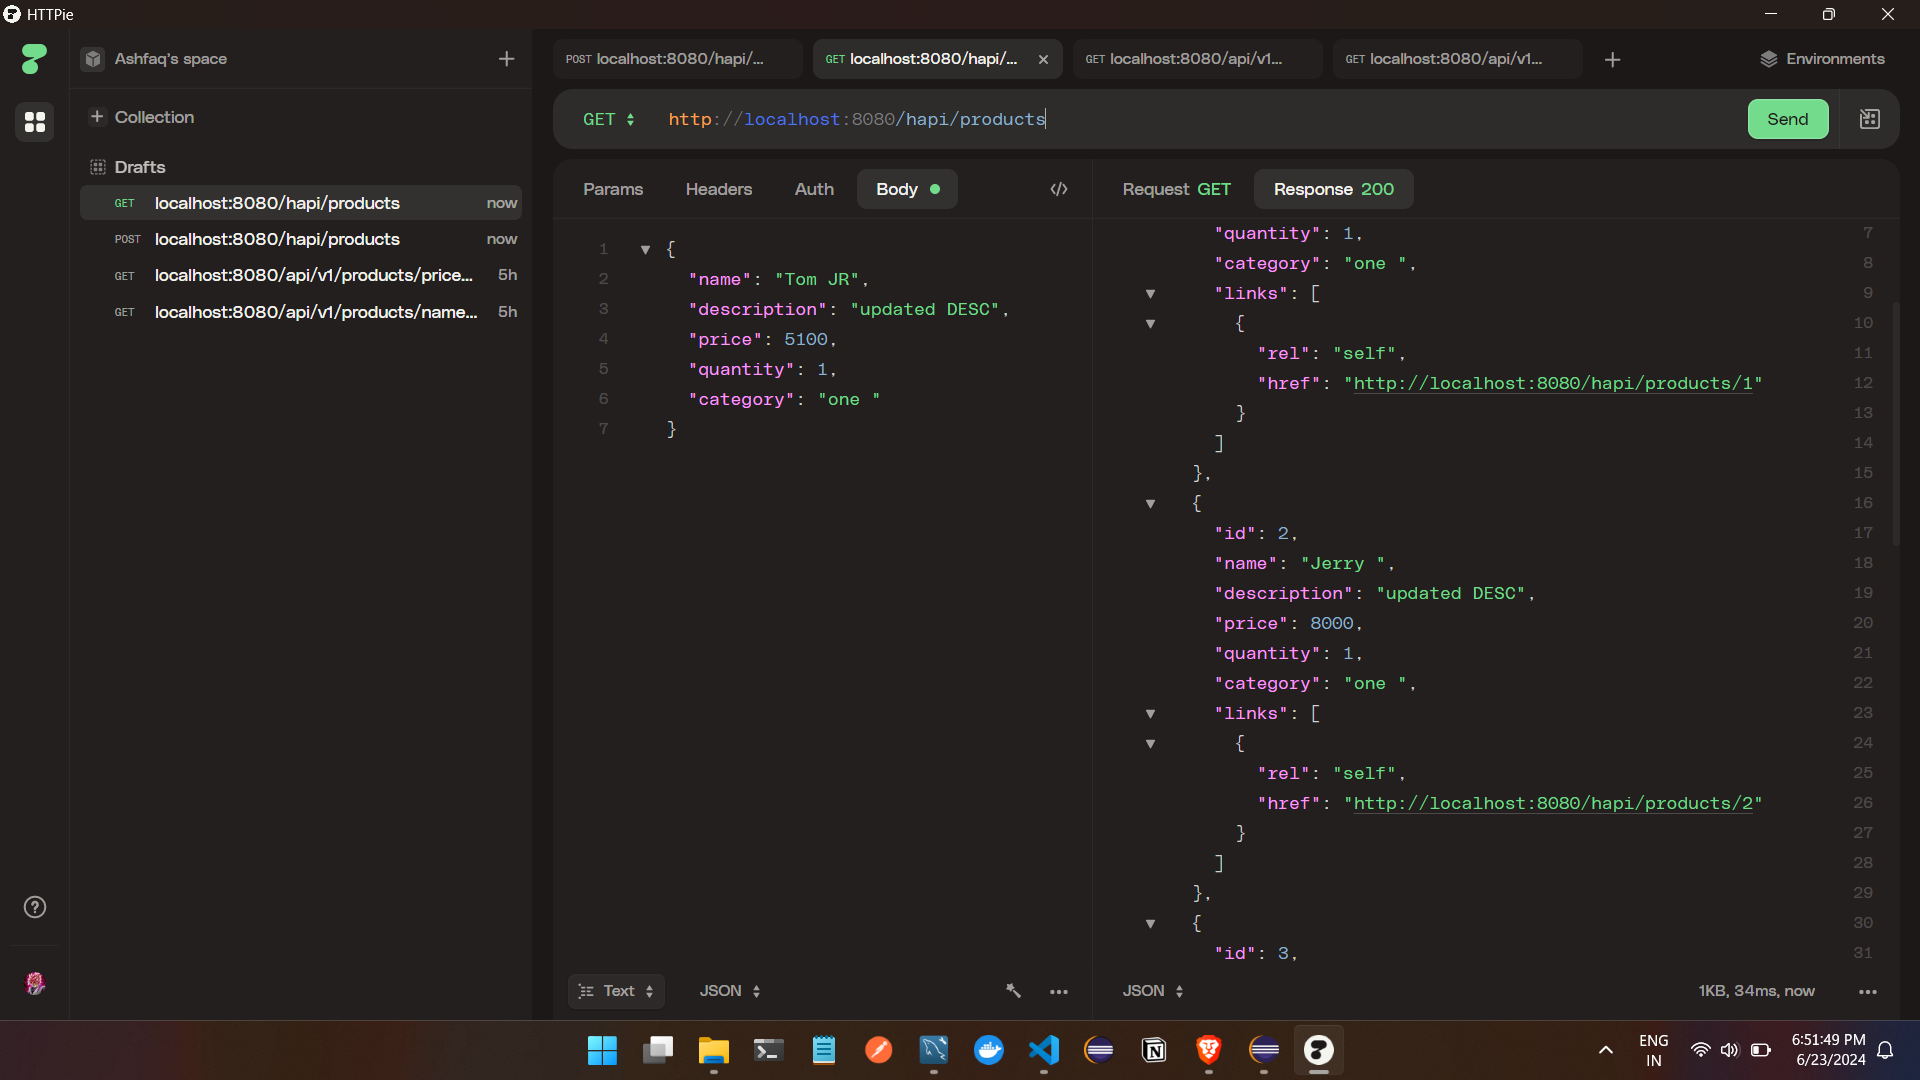 HTTPie
Ashfaq's space
Collection
Drafts
GET localhost:8080/hapi/products now
POST localhost:8080/hapi/products now
GET localhost:8080/api/v1/products/price... 5h
GET localhost:8080/api/v1/products/name... 5h
POST localhost:8080/hapi/...
GET localhost:8080/hapi/...
GET localhost:8080/api/v1...
GET localhost:8080/api/v1...
Environments
GET http://localhost:8080/hapi/products
Send
Params Headers Auth Body
1 {
2 "name": "Tom JR",
3 "description": "updated DESC",
4 "price": 5100,
5 "quantity": 1,
6 "category": "one "
7 }
Text JSON
Request GET Response 200
"quantity": 1, 7
"category": "one ", 8
"links": [ 9
{ 10
"rel": "self", 11
"href": "http://localhost:8080/hapi/products/1" 12
} 13
] 14
}, 15
{ 16
"id": 2, 17
"name": "Jerry ", 18
"description": "updated DESC", 19
"price": 8000, 20
"quantity": 1, 21
"category": "one ", 22
"links": [ 23
{ 24
"rel": "self", 25
"href": "http://localhost:8080/hapi/products/2" 26
} 27
] 28
}, 29
{ 30
"id": 3, 31
JSON 1KB, 34ms, now
ENG
IN
6:51:49 PM
6/23/2024